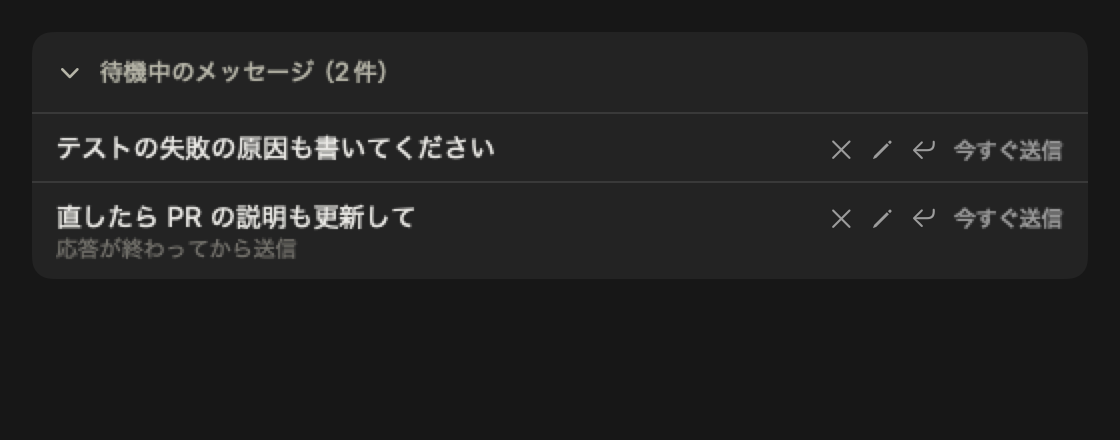 待機中のメッセージ（2件）
テストの失敗の原因も書いてください 今すぐ送信
直したら PR の説明も更新して 今すぐ送信
応答が終わってから送信